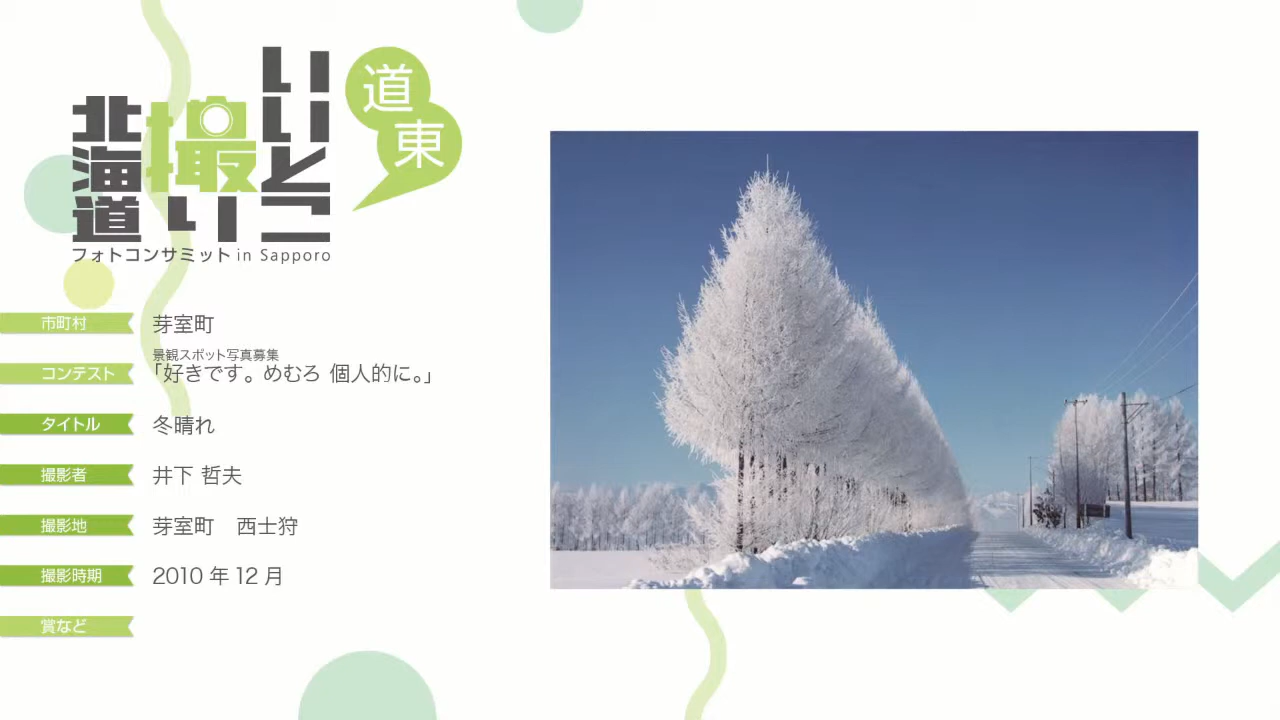 北海道
撮り
いいとこ
道東
フォトコンサミット in Sapporo
市町村 芽室町
景観スポット写真募集
コンテスト 「好きです。めむろ 個人的に。」
タイトル 冬晴れ
撮影者 井下 哲夫
撮影地 芽室町 西士狩
撮影時期 2010 年 12 月
賞など